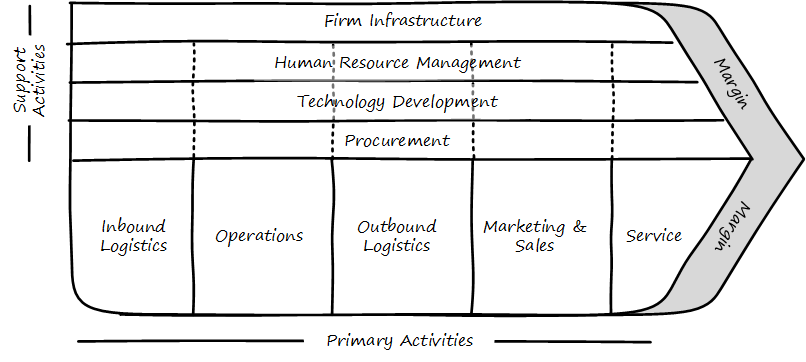 Support
Activities
Firm Infrastructure
Human Resource Management
Technology Development
Procurement
Margin
Inbound
Logistics
Operations
Outbound
Logistics
Marketing &
Sales
Service
Margin
Primary Activities